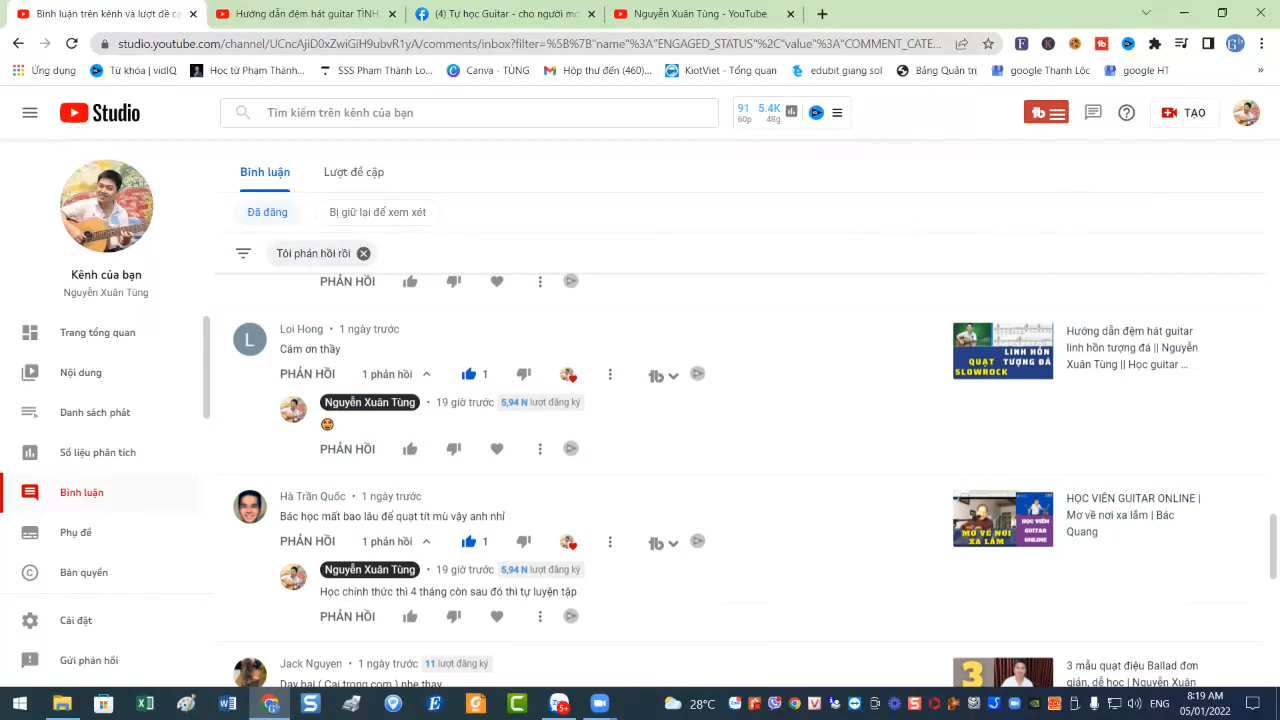 Bình luận và lượt đề cậ
Hướng dẫn đệm hát guitar TÌNH
(4) Tự học Guitar - cho người mớ
Nguyễn Xuân Tùng - YouTube
studio.youtube.com/channel/UCncAjiDDxZviGiHSubvR1yA/comments/inbox?filter=%5B%7B"name"%3A"ENGAGED_STATUS"%2C"value"%3A"COMMENT_CATE...
Ứng dụng
Từ khóa | vidIQ
Học từ Phạm Thành...
SSS Phạm Thành Lo...
Canva - TÙNG
Hộp thư đến (460)...
KiotViet - Tổng quan
edubit giang sol
Bảng Quản trị
google Thanh Lộc
google HT
»
Studio
Tìm kiếm trên kênh của bạn
91 5.4K
60p 48g
TẠO
Bình luận
Lượt đề cập
Đã đăng
Bị giữ lại để xem xét
Tôi phản hồi rồi
Kênh của bạn
Nguyễn Xuân Tùng
Trang tổng quan
Nội dung
Danh sách phát
Số liệu phân tích
Bình luận
Phụ đề
Bản quyền
Cài đặt
Gửi phản hồi
PHẢN HỒI
L
Loi Hong • 1 ngày trước
Cám ơn thầy
PHẢN HỒI 1 phản hồi 1
Nguyễn Xuân Tùng • 19 giờ trước 5,94 N lượt đăng ký
PHẢN HỒI
QUẠT SLOWROCK
LINH HỒN TƯỢNG ĐÁ
Hướng dẫn đệm hát guitar
linh hồn tượng đá || Nguyễn
Xuân Tùng || Học guitar ...
Hà Trần Quốc • 1 ngày trước
Bác học mất bao lâu để quạt tít mù vậy anh nhỉ
PHẢN HỒI 1 phản hồi 1
Nguyễn Xuân Tùng • 19 giờ trước 5,94 N lượt đăng ký
Học chính thức thì 4 tháng còn sau đó thì tự luyện tập
PHẢN HỒI
MƠ VỀ NƠI XA LẮM
HỌC VIÊN GUITAR ONLINE
HỌC VIÊN GUITAR ONLINE |
Mơ về nơi xa lắm | Bác
Quang
Jack Nguyen • 1 ngày trước 11 lượt đăng ký
Day bai ( Cai trong com ) nhe thay
3
3 mẫu quạt điệu Ballad đơn
giản, dễ học | Nguyễn Xuân
5+
28°C
8:19 AM
05/01/2022